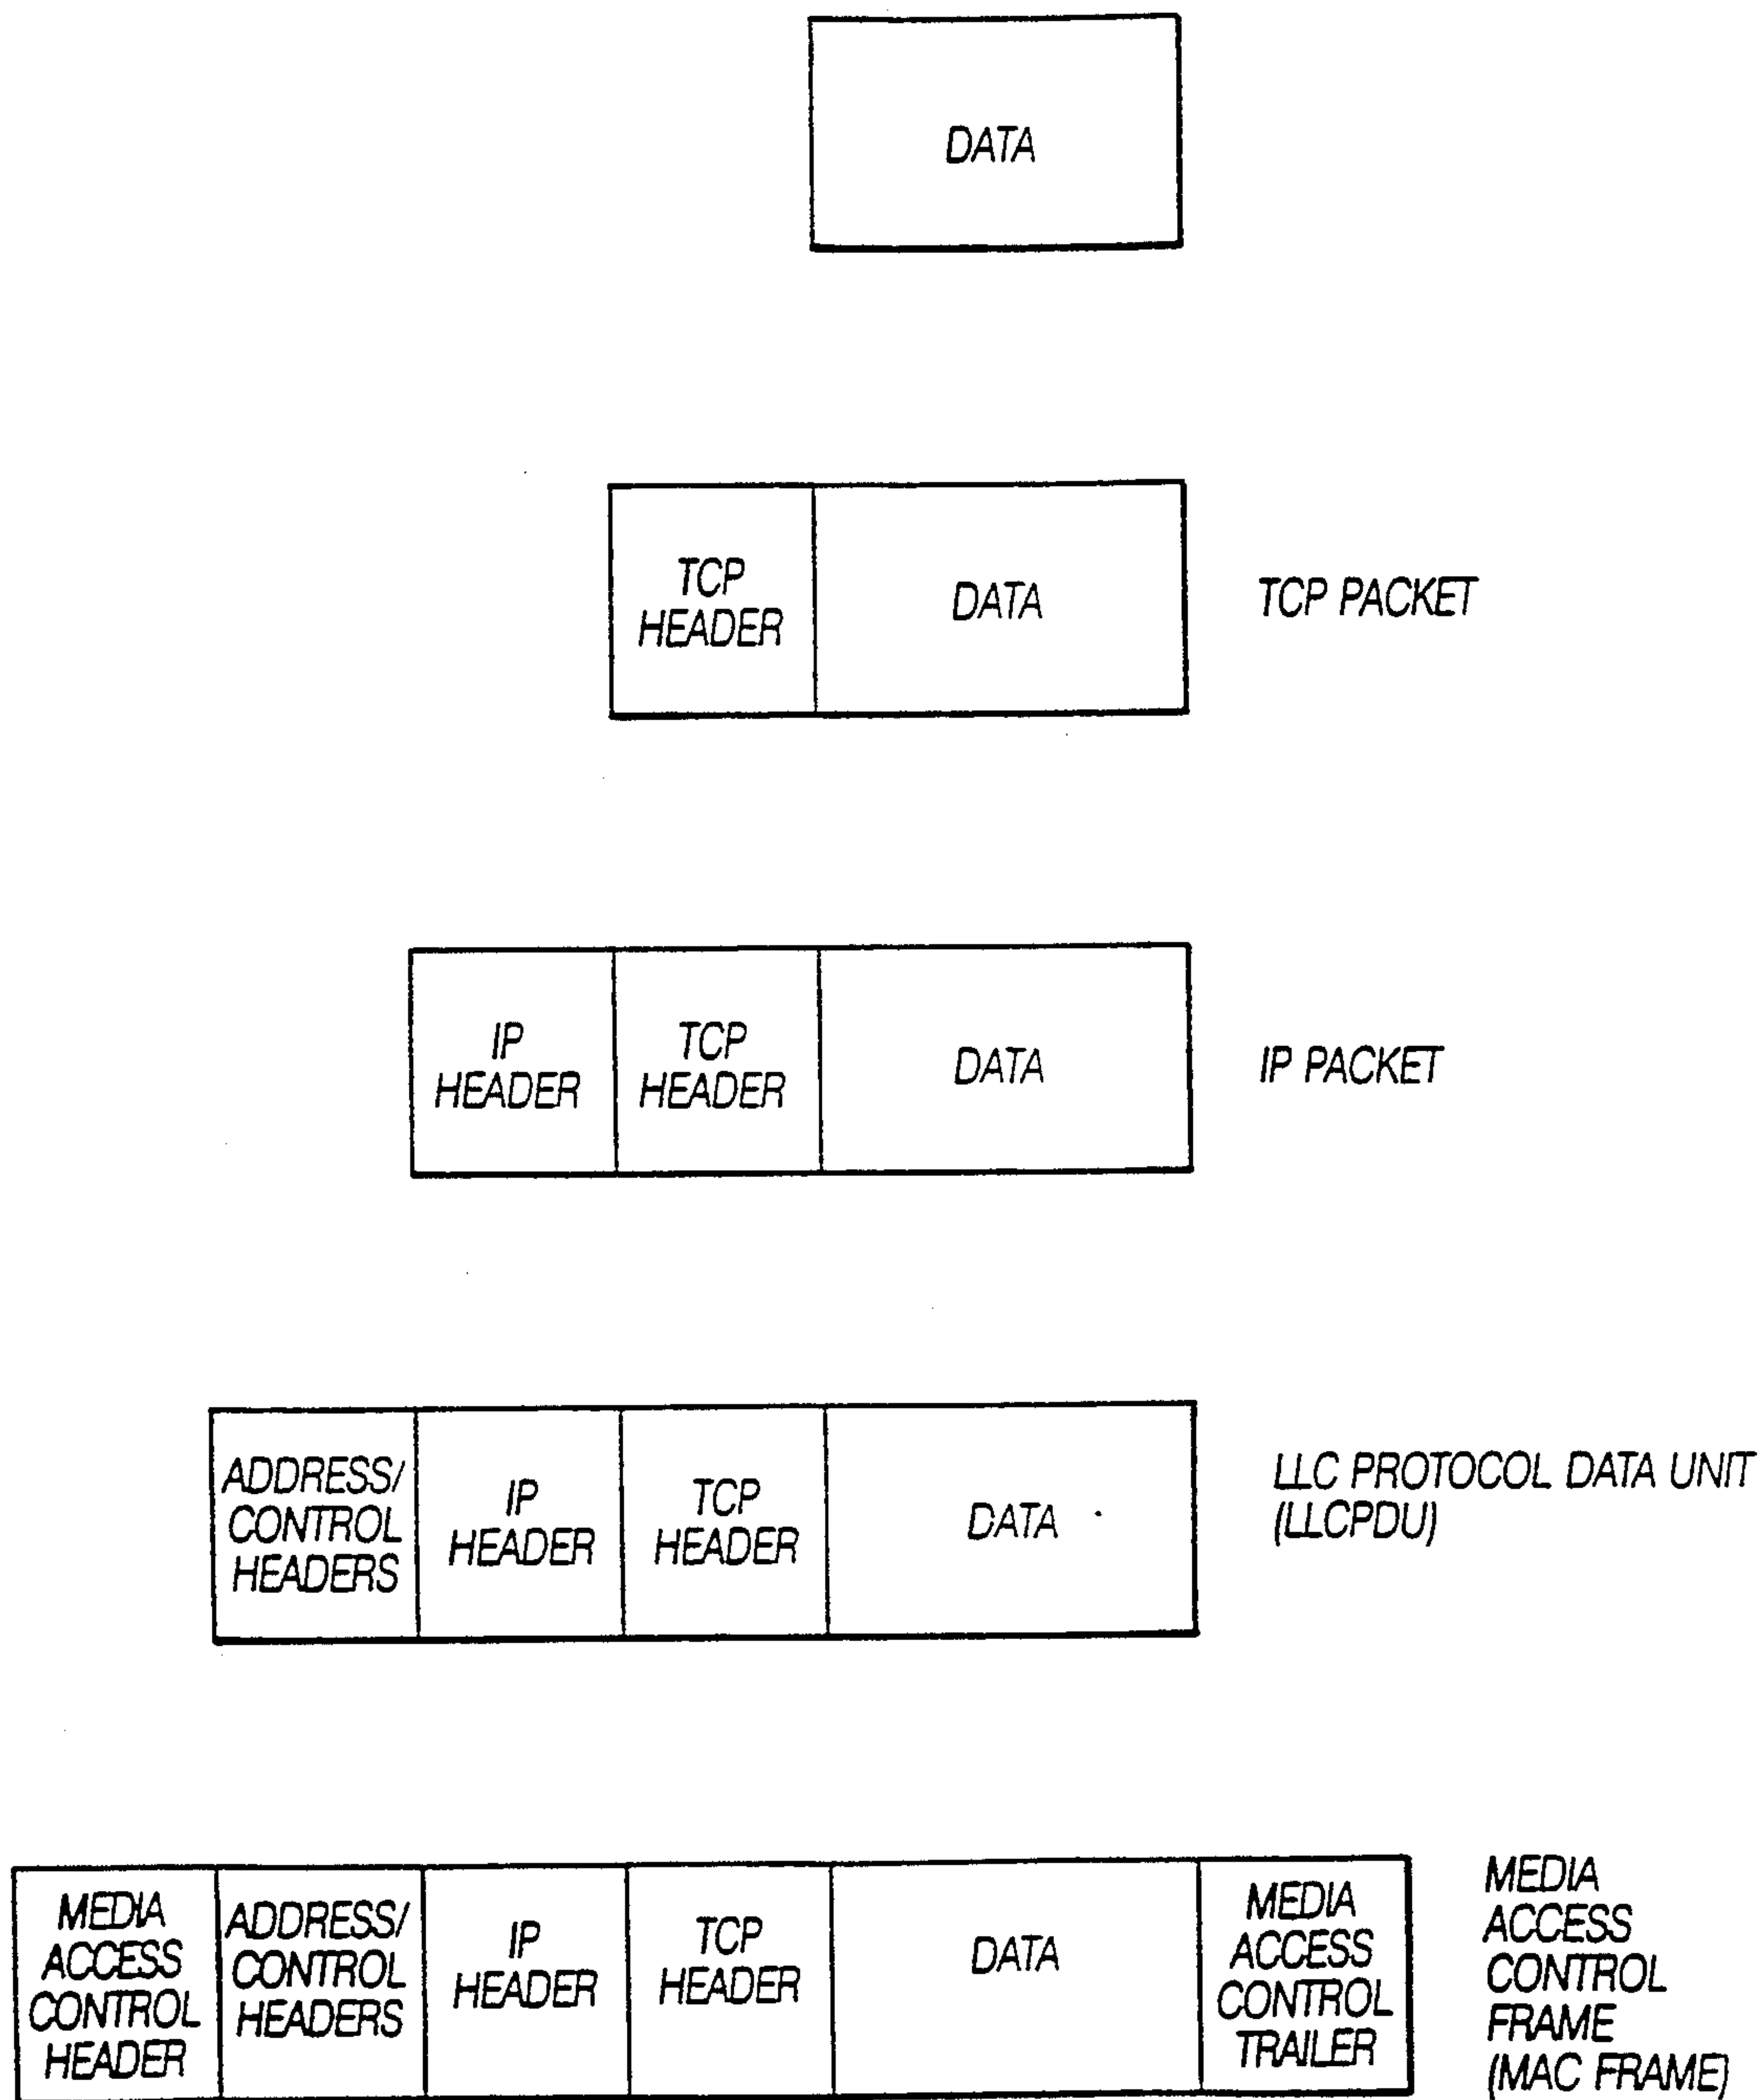 DATA
TCP
HEADER
DATA
TCP PACKET
IP
HEADER
TCP
HEADER
DATA
IP PACKET
ADDRESS/
CONTROL
HEADERS
IP
HEADER
TCP
HEADER
DATA
LLC PROTOCOL DATA UNIT
(LLCPDU)
MEDIA
ACCESS
CONTROL
HEADER
ADDRESS/
CONTROL
HEADERS
IP
HEADER
TCP
HEADER
DATA
MEDIA
ACCESS
CONTROL
TRAILER
MEDIA
ACCESS
CONTROL
FRAME
(MAC FRAME)